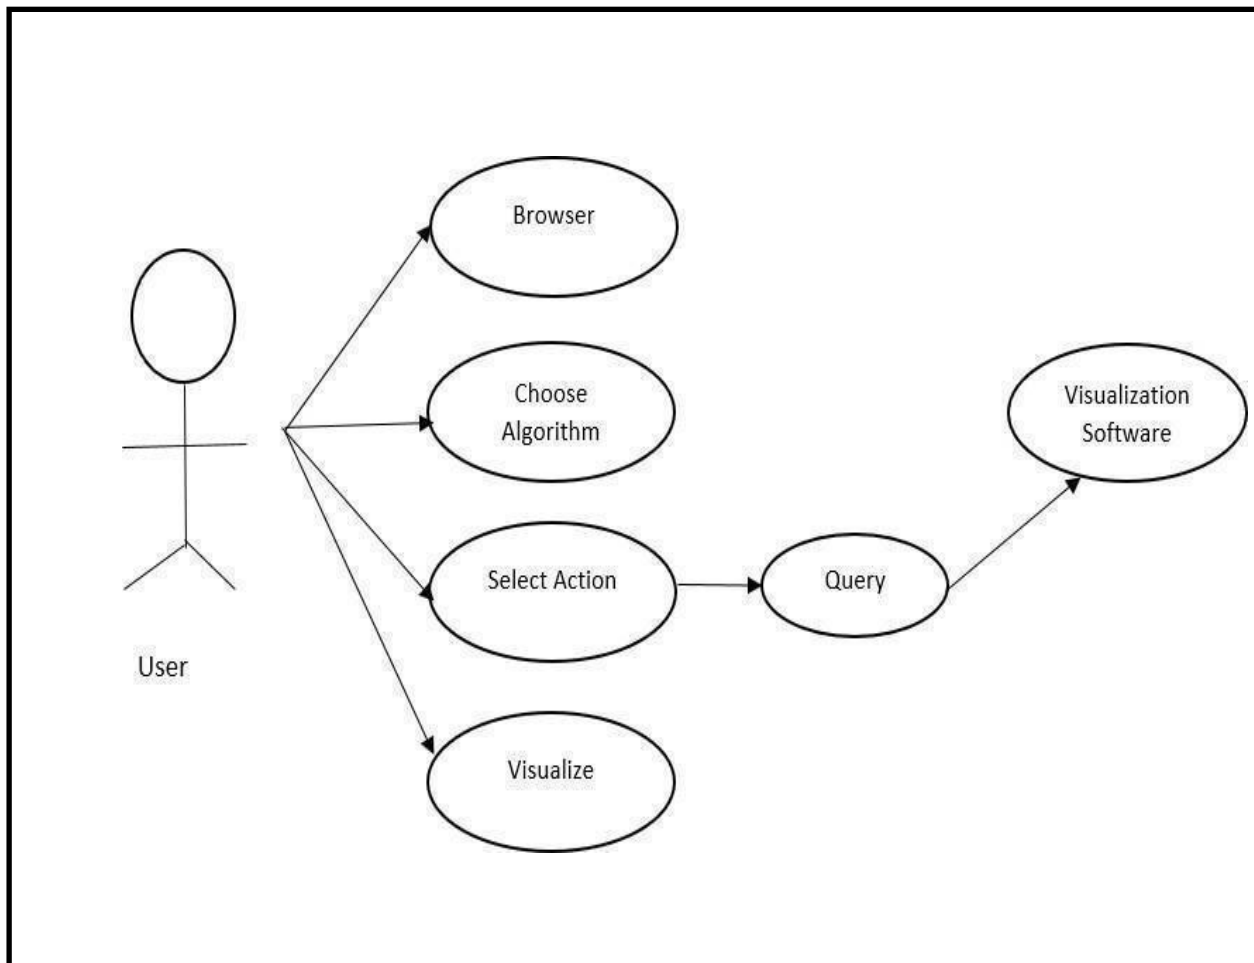 Browser
Choose
Algorithm
Visualization
Software
Select Action
Query
User
Visualize